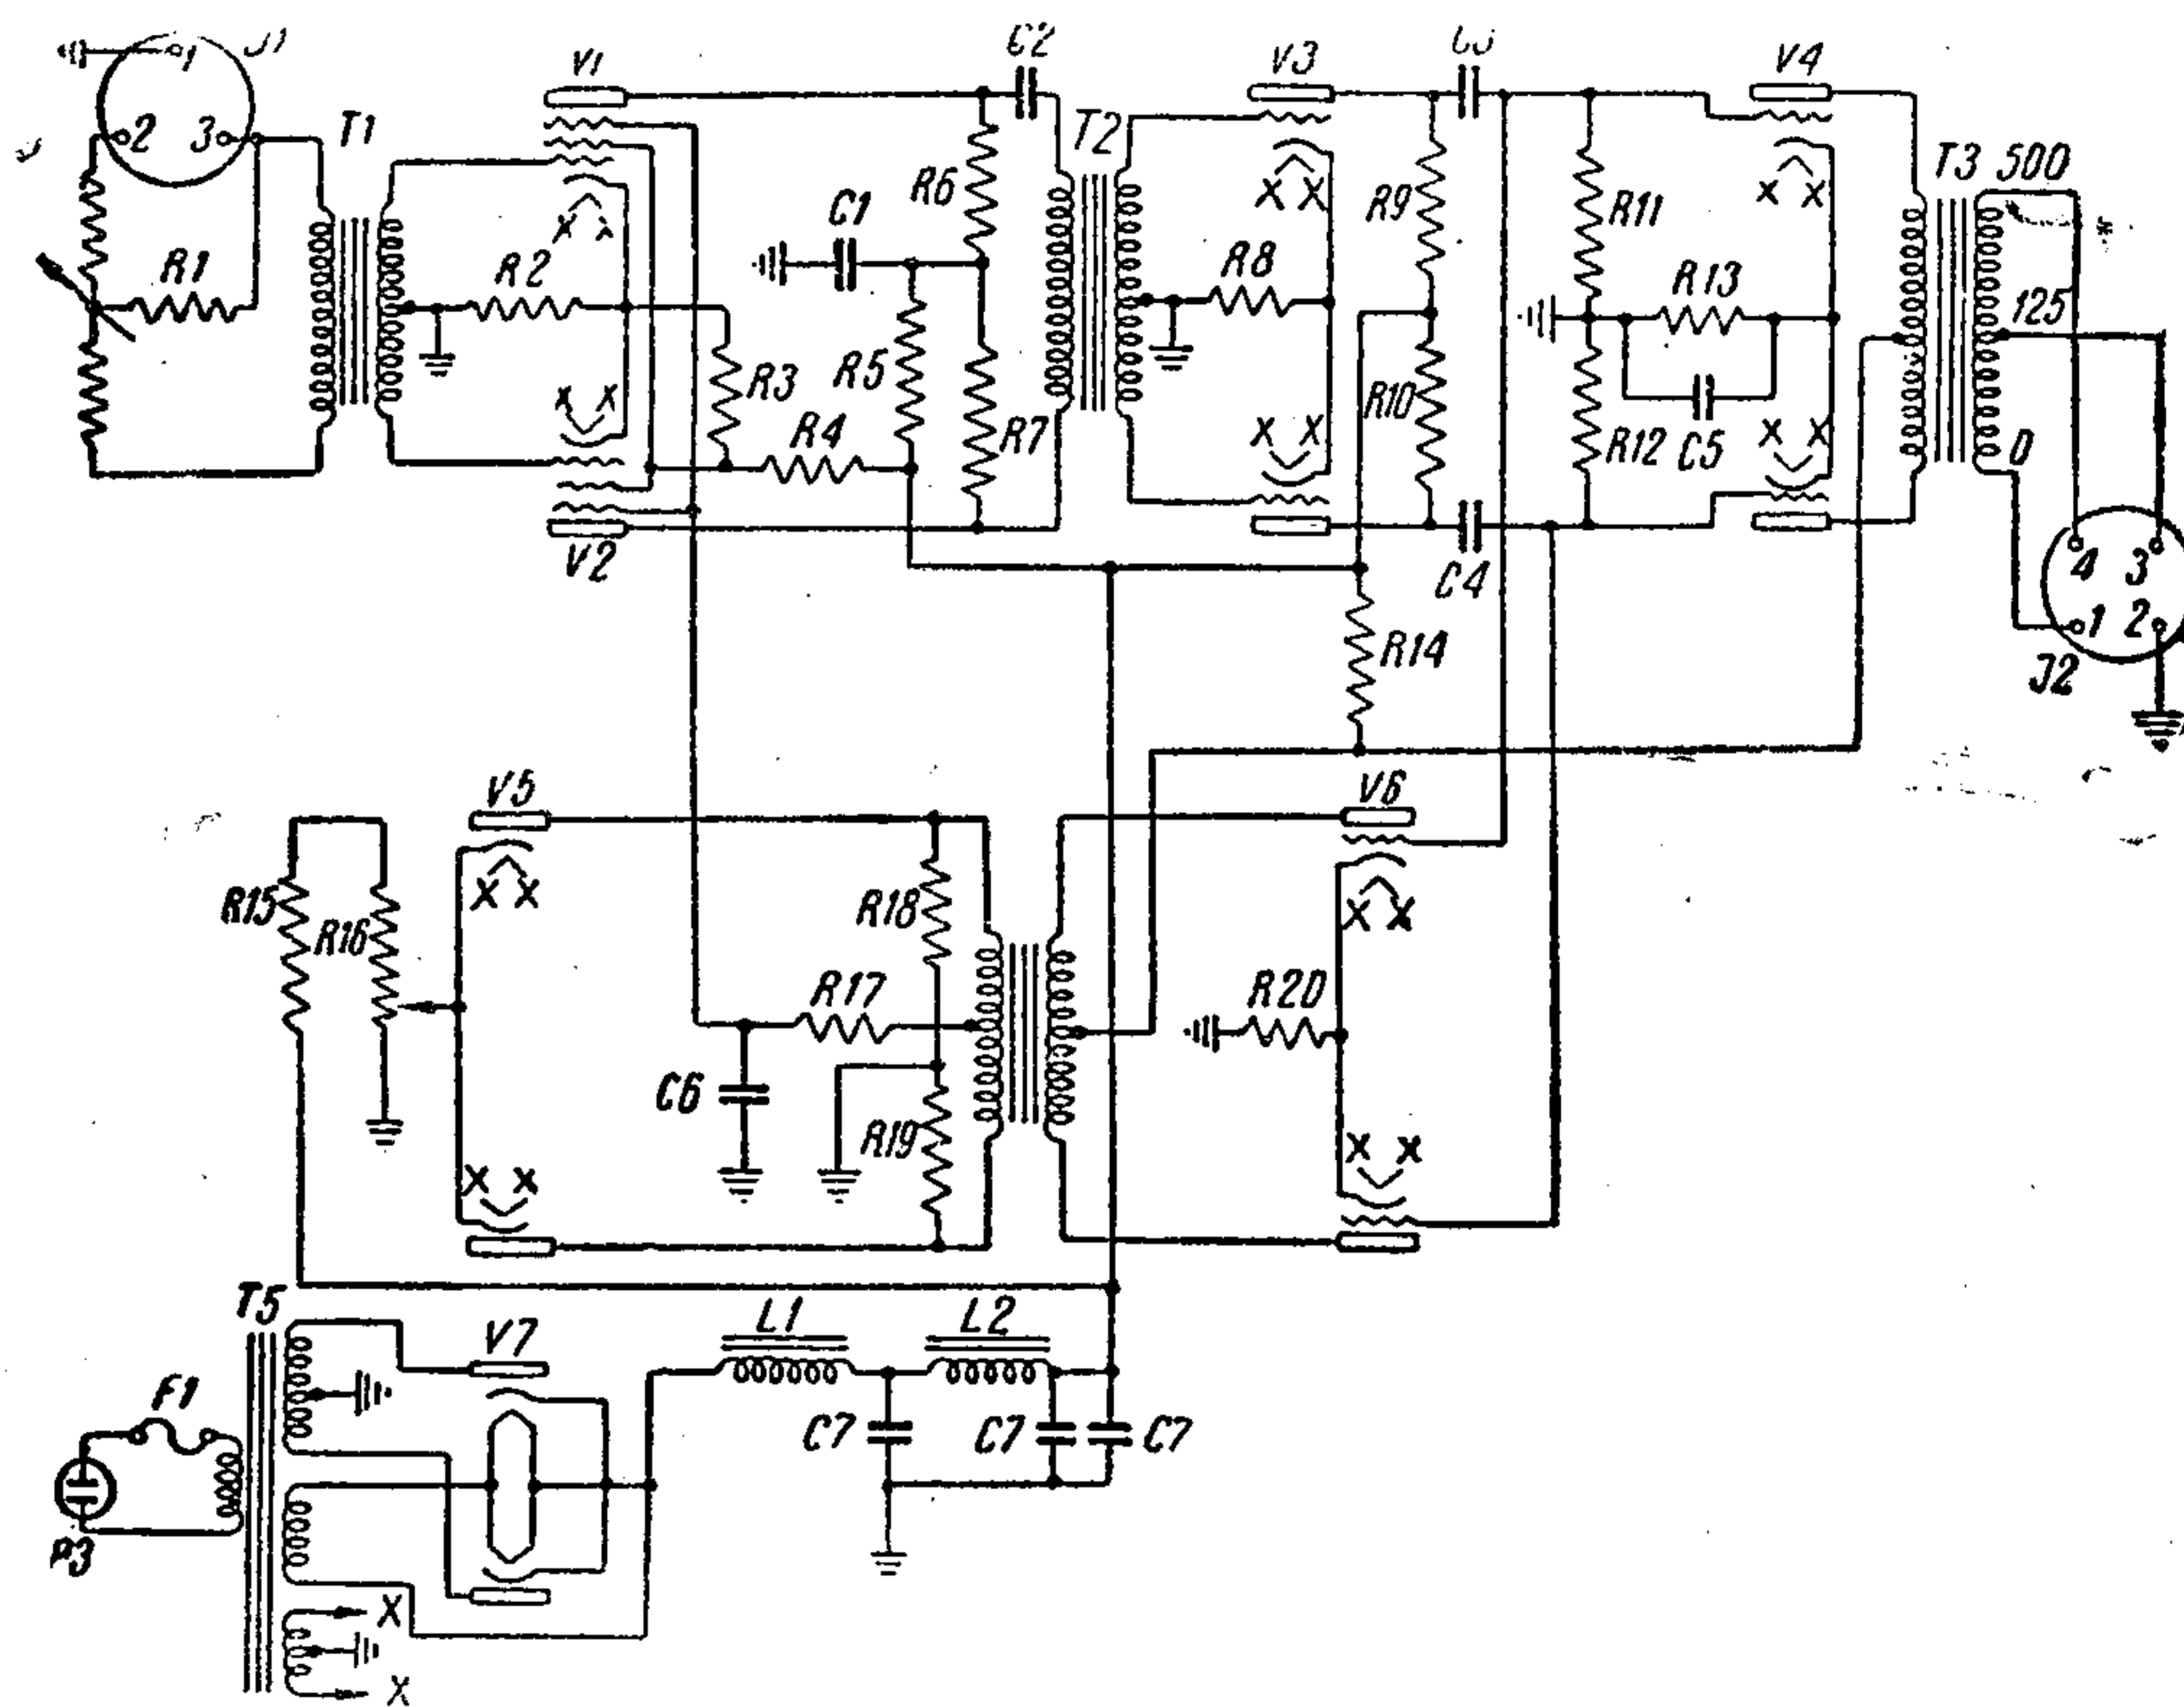 J1
1
2
3
R1
T1
V1
R2
V2
R3
R4
R5
C1
R6
R7
C2
T2
V3
R8
R9
R10
C4
R11
R12
R13
C5
V4
T3
500
125
0
4
3
1
2
J2
R14
V5
R15
R16
R17
R18
R19
C6
V6
R20
X X
X X
X X
X X
X X
X X
X X
X X
X X
X X
T5
F1
P3
V7
L1
L2
C7
C7
C7
X
X